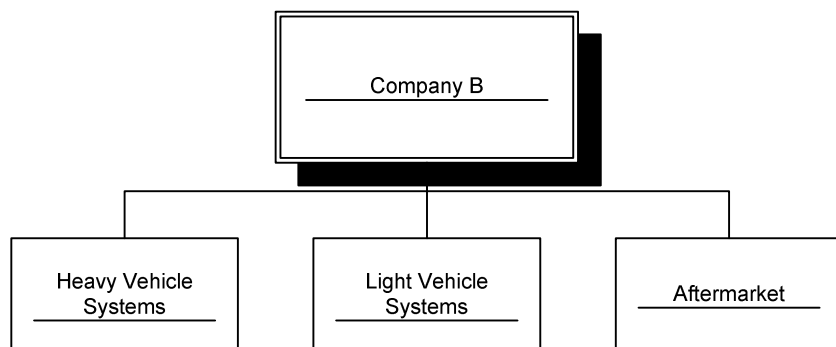 Company B
Heavy Vehicle
Systems
Light Vehicle
Systems
Aftermarket